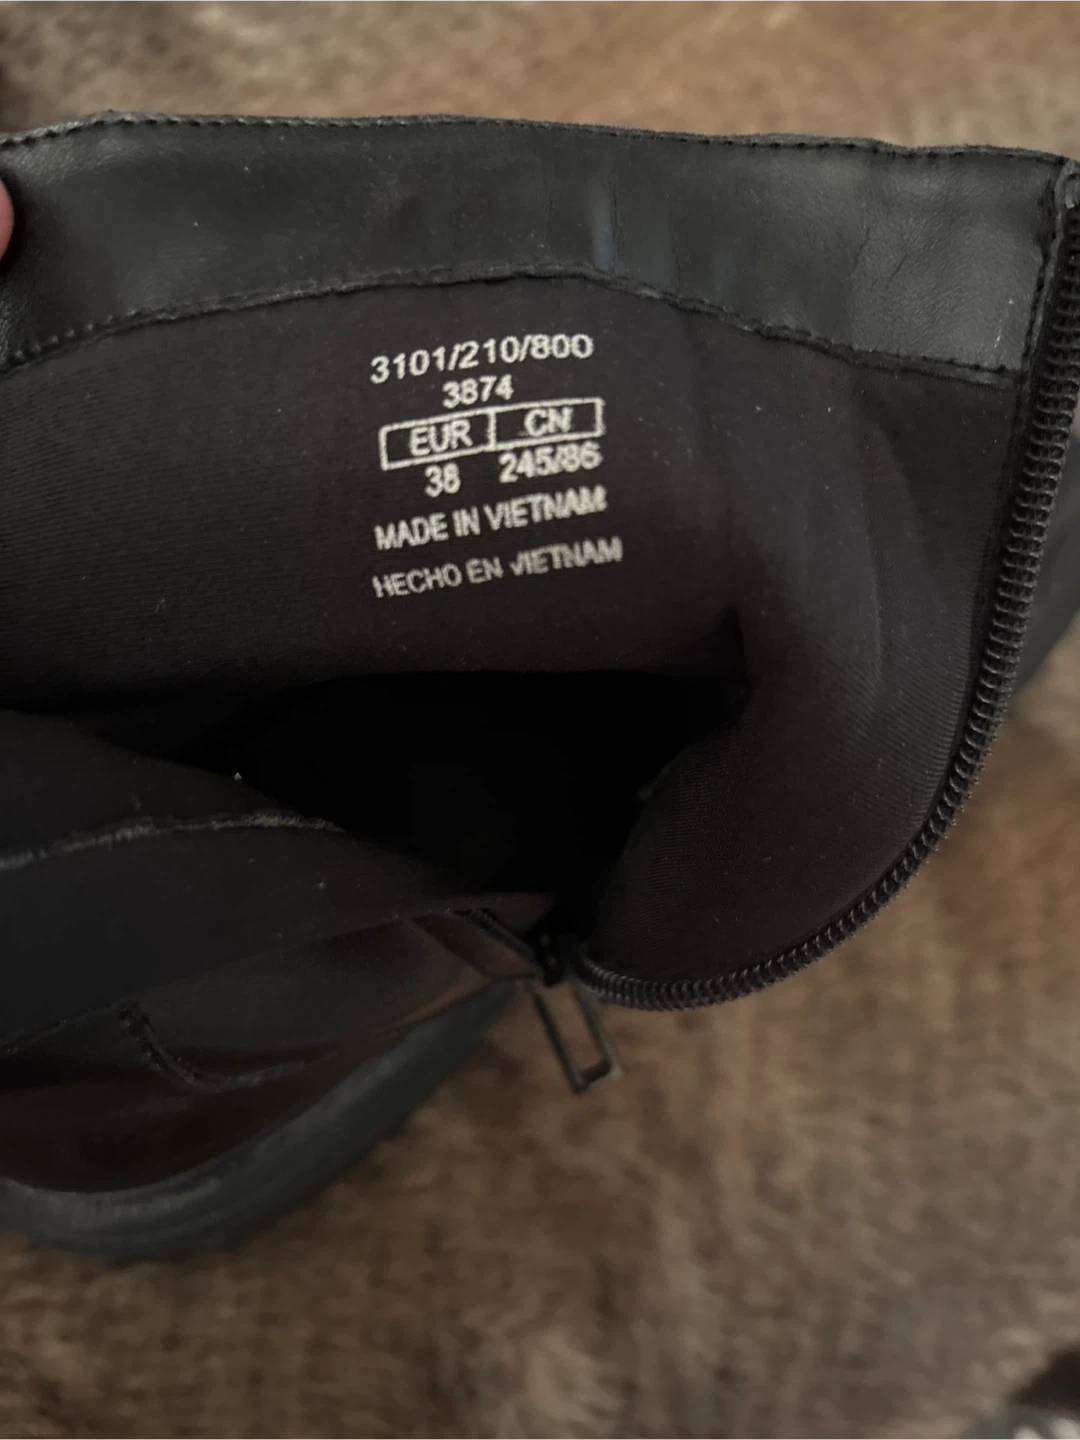 3101/210/800
3874
EUR CN
38 245/86
MADE IN VIETNAM
HECHO EN VIETNAM